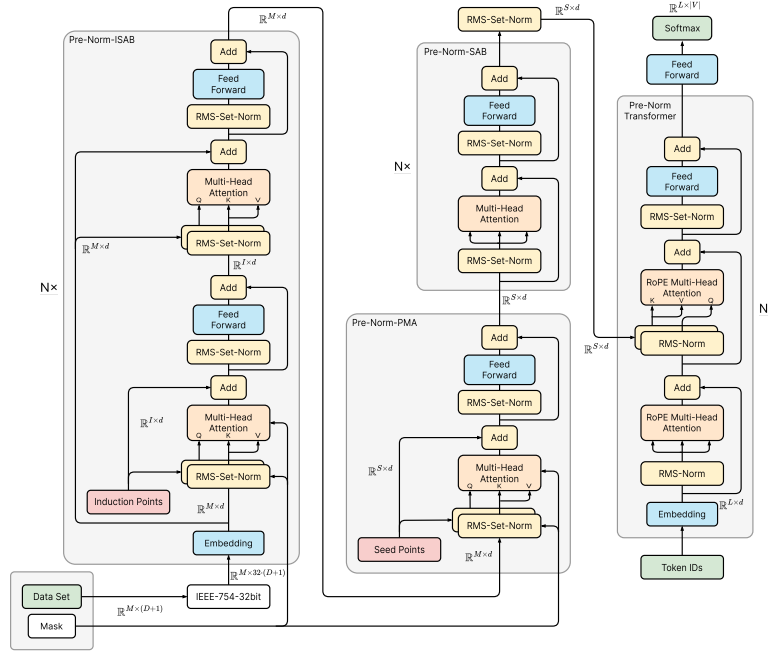 Pre-Norm-ISAB
ℝ^{M×d}
Add
Feed
Forward
RMS-Set-Norm
Add
Multi-Head
Attention
Q K V
RMS-Set-Norm
ℝ^{M×d}
ℝ^{I×d}
N×
Add
Feed
Forward
RMS-Set-Norm
Add
Multi-Head
Attention
Q K V
ℝ^{I×d}
RMS-Set-Norm
Induction Points
ℝ^{M×d}
Embedding
ℝ^{M×32·(D+1)}
Data Set
IEEE-754-32bit
ℝ^{M×(D+1)}
Mask
RMS-Set-Norm
ℝ^{S×d}
Pre-Norm-SAB
Add
Feed
Forward
RMS-Set-Norm
N×
Add
Multi-Head
Attention
RMS-Set-Norm
ℝ^{S×d}
Pre-Norm-PMA
Add
Feed
Forward
RMS-Set-Norm
Add
ℝ^{S×d}
Multi-Head
Attention
Q K V
RMS-Set-Norm
Seed Points
ℝ^{M×d}
ℝ^{L×|V|}
Softmax
Feed
Forward
Pre-Norm
Transformer
Add
Feed
Forward
RMS-Norm
Add
RoPE Multi-Head
Attention
K V Q
N
ℝ^{S×d}
RMS-Norm
Add
RoPE Multi-Head
Attention
RMS-Norm
Embedding
ℝ^{L×d}
Token IDs